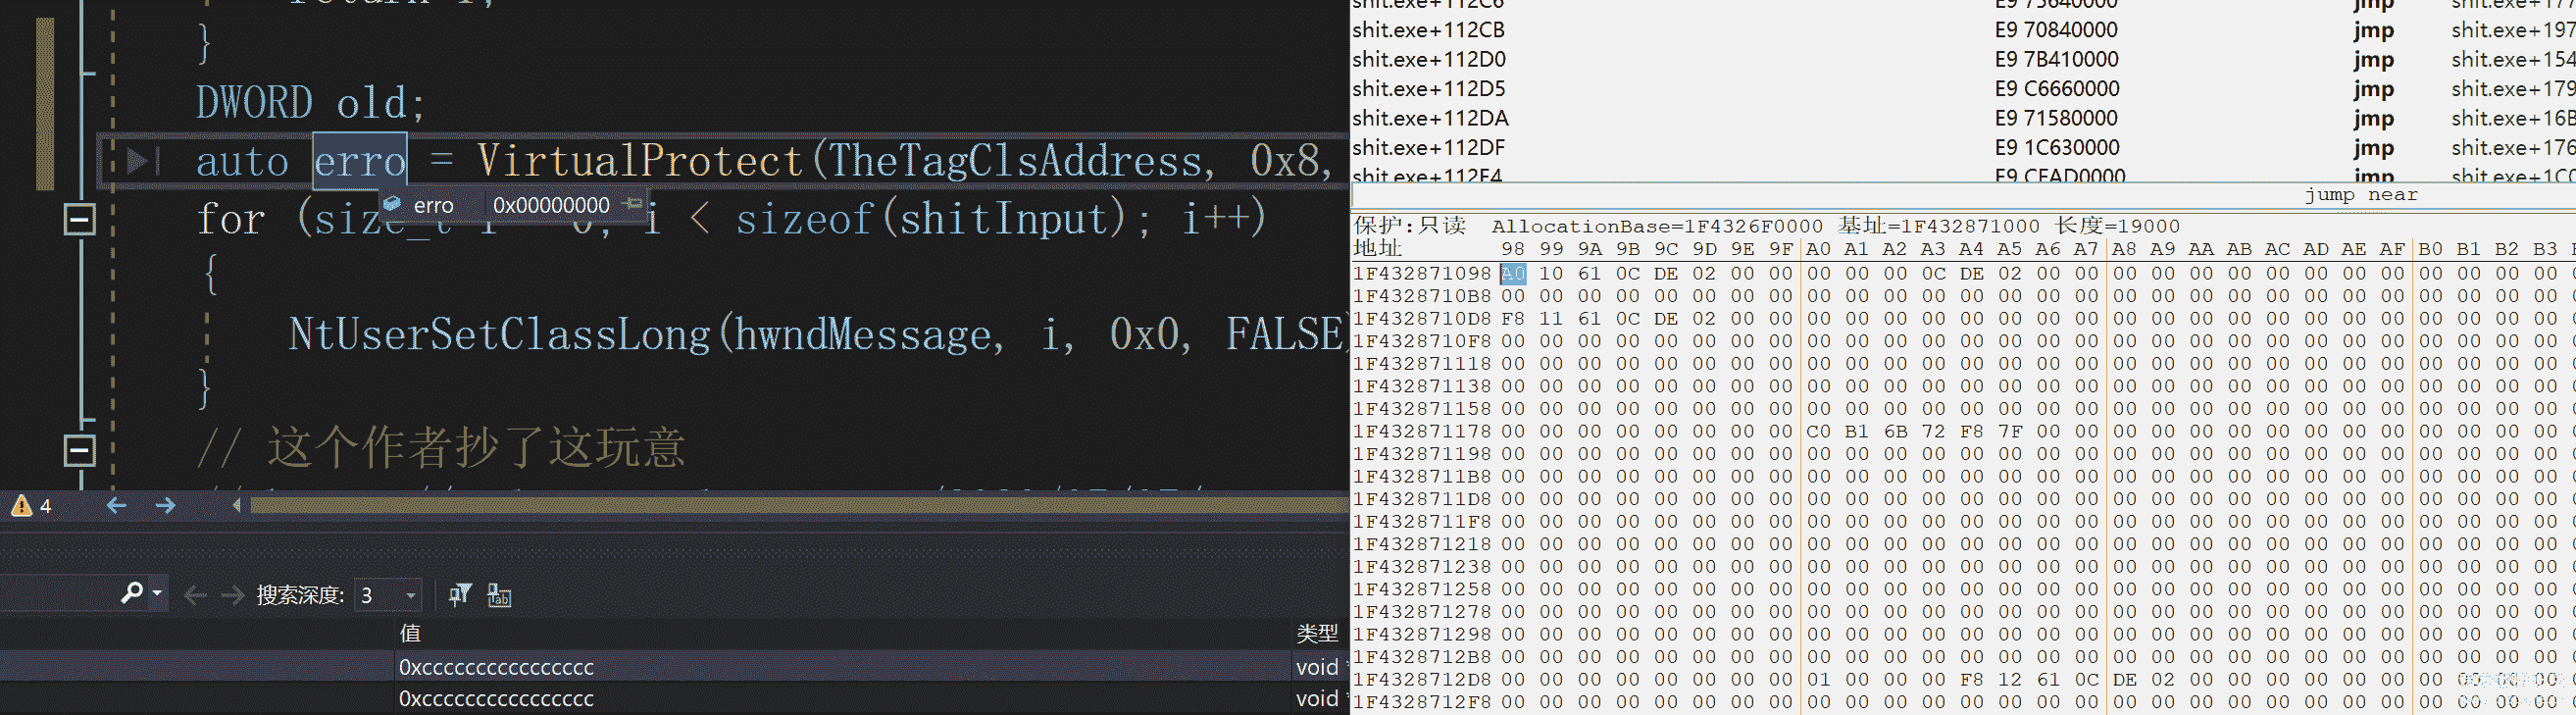 return 1;
}
DWORD old;
auto erro = VirtualProtect(TheTagClsAddress, 0x8,
erro 0x00000000
for (size_t i = 0; i < sizeof(shitInput); i++)
{
NtUserSetClassLong(hwndMessage, i, 0x0, FALSE)
}
// 这个作者抄了这玩意
4
搜索深度: 3
值 类型
0xcccccccccccccccc void *
0xcccccccccccccccc void *
shit.exe+112C6 E9 75640000 jmp shit.exe+177
shit.exe+112CB E9 70840000 jmp shit.exe+197
shit.exe+112D0 E9 7B410000 jmp shit.exe+154
shit.exe+112D5 E9 C6660000 jmp shit.exe+179
shit.exe+112DA E9 71580000 jmp shit.exe+16B
shit.exe+112DF E9 1C630000 jmp shit.exe+176
shit.exe+112E4 E9 CFAD0000 jmp shit.exe+1C0
jump near
保护:只读 AllocationBase=1F4326F0000 基址=1F432871000 长度=19000
地址 98 99 9A 9B 9C 9D 9E 9F A0 A1 A2 A3 A4 A5 A6 A7 A8 A9 AA AB AC AD AE AF B0 B1 B2 B3
1F432871098 A0 10 61 0C DE 02 00 00 00 00 00 0C DE 02 00 00 00 00 00 00 00 00 00 00 00 00 00 00
1F4328710B8 00 00 00 00 00 00 00 00 00 00 00 00 00 00 00 00 00 00 00 00 00 00 00 00 00 00 00 00
1F4328710D8 F8 11 61 0C DE 02 00 00 00 00 00 00 00 00 00 00 00 00 00 00 00 00 00 00 00 00 00 00
1F4328710F8 00 00 00 00 00 00 00 00 00 00 00 00 00 00 00 00 00 00 00 00 00 00 00 00 00 00 00 00
1F432871118 00 00 00 00 00 00 00 00 00 00 00 00 00 00 00 00 00 00 00 00 00 00 00 00 00 00 00 00
1F432871138 00 00 00 00 00 00 00 00 00 00 00 00 00 00 00 00 00 00 00 00 00 00 00 00 00 00 00 00
1F432871158 00 00 00 00 00 00 00 00 00 00 00 00 00 00 00 00 00 00 00 00 00 00 00 00 00 00 00 00
1F432871178 00 00 00 00 00 00 00 00 C0 B1 6B 72 F8 7F 00 00 00 00 00 00 00 00 00 00 00 00 00 00
1F432871198 00 00 00 00 00 00 00 00 00 00 00 00 00 00 00 00 00 00 00 00 00 00 00 00 00 00 00 00
1F4328711B8 00 00 00 00 00 00 00 00 00 00 00 00 00 00 00 00 00 00 00 00 00 00 00 00 00 00 00 00
1F4328711D8 00 00 00 00 00 00 00 00 00 00 00 00 00 00 00 00 00 00 00 00 00 00 00 00 00 00 00 00
1F4328711F8 00 00 00 00 00 00 00 00 00 00 00 00 00 00 00 00 00 00 00 00 00 00 00 00 00 00 00 00
1F432871218 00 00 00 00 00 00 00 00 00 00 00 00 00 00 00 00 00 00 00 00 00 00 00 00 00 00 00 00
1F432871238 00 00 00 00 00 00 00 00 00 00 00 00 00 00 00 00 00 00 00 00 00 00 00 00 00 00 00 00
1F432871258 00 00 00 00 00 00 00 00 00 00 00 00 00 00 00 00 00 00 00 00 00 00 00 00 00 00 00 00
1F432871278 00 00 00 00 00 00 00 00 00 00 00 00 00 00 00 00 00 00 00 00 00 00 00 00 00 00 00 00
1F432871298 00 00 00 00 00 00 00 00 00 00 00 00 00 00 00 00 00 00 00 00 00 00 00 00 00 00 00 00
1F4328712B8 00 00 00 00 00 00 00 00 00 00 00 00 00 00 00 00 00 00 00 00 00 00 00 00 00 00 00 00
1F4328712D8 00 00 00 00 00 00 00 00 01 00 00 00 F8 12 61 0C DE 02 00 00 00 00 00 00 00 00 00 00
1F4328712F8 00 00 00 00 00 00 00 00 00 00 00 00 00 00 00 00 00 00 00 00 00 00 00 00 00 00 00 00